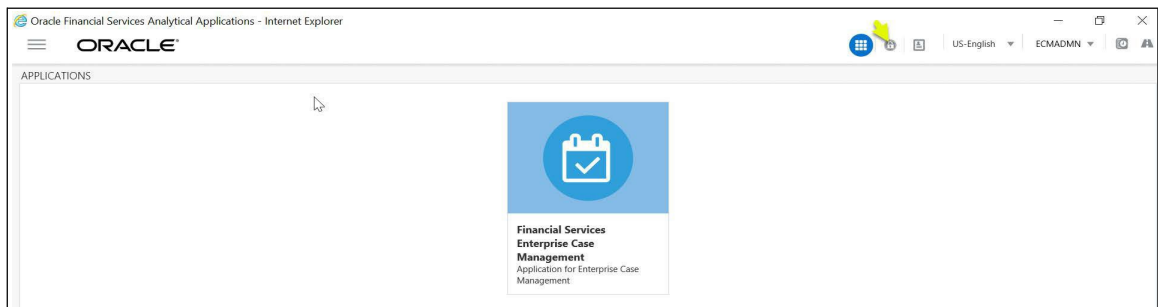 Oracle Financial Services Analytical Applications - Internet Explorer
ORACLE®
US-English
ECMADMN
APPLICATIONS
Financial Services
Enterprise Case
Management
Application for Enterprise Case
Management